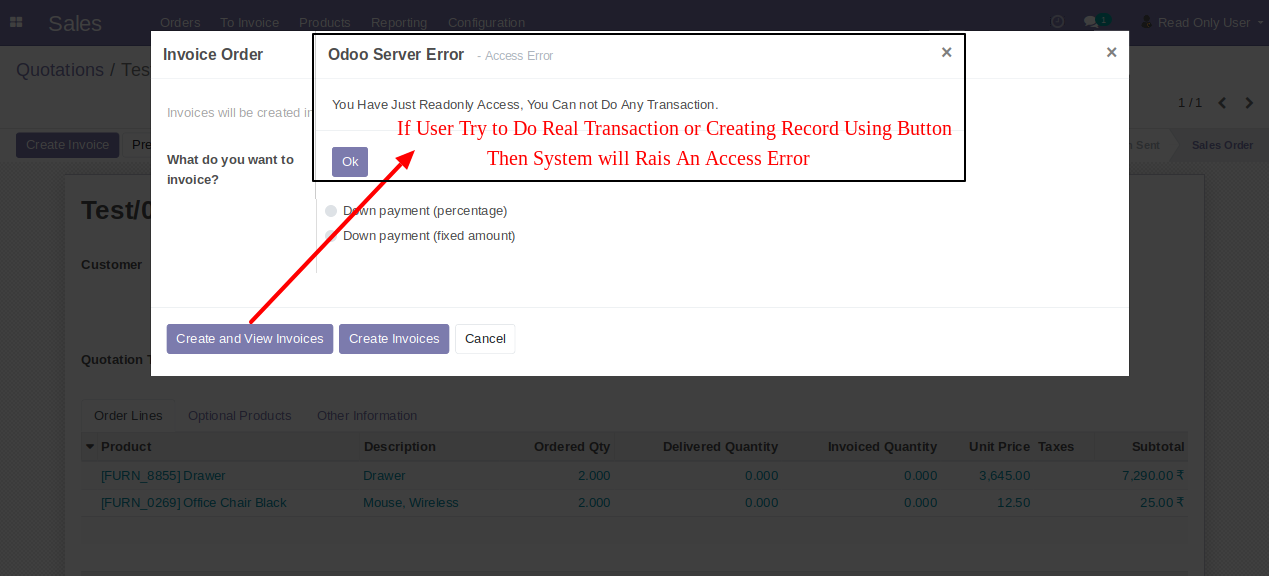 Sales Orders To Invoice Products Reporting Configuration 1 Read Only User
Quotations / Tes
Invoice Order
Odoo Server Error - Access Error × ×
Invoices will be created in
You Have Just Readonly Access, You Can not Do Any Transaction.
1 / 1
If User Try to Do Real Transaction or Creating Record Using Button
Create Invoice Pre
Then System will Rais An Access Error
Sent Sales Order
What do you want to
invoice?
Ok
Test/0
Down payment (percentage)
Down payment (fixed amount)
Customer
Create and View Invoices Create Invoices Cancel
Quotation T
Order Lines Optional Products Other Information
Product Description Ordered Qty Delivered Quantity Invoiced Quantity Unit Price Taxes Subtotal
[FURN_8855] Drawer Drawer 2.000 0.000 0.000 3,645.00 7,290.00 ₹
[FURN_0269] Office Chair Black Mouse, Wireless 2.000 0.000 0.000 12.50 25.00 ₹